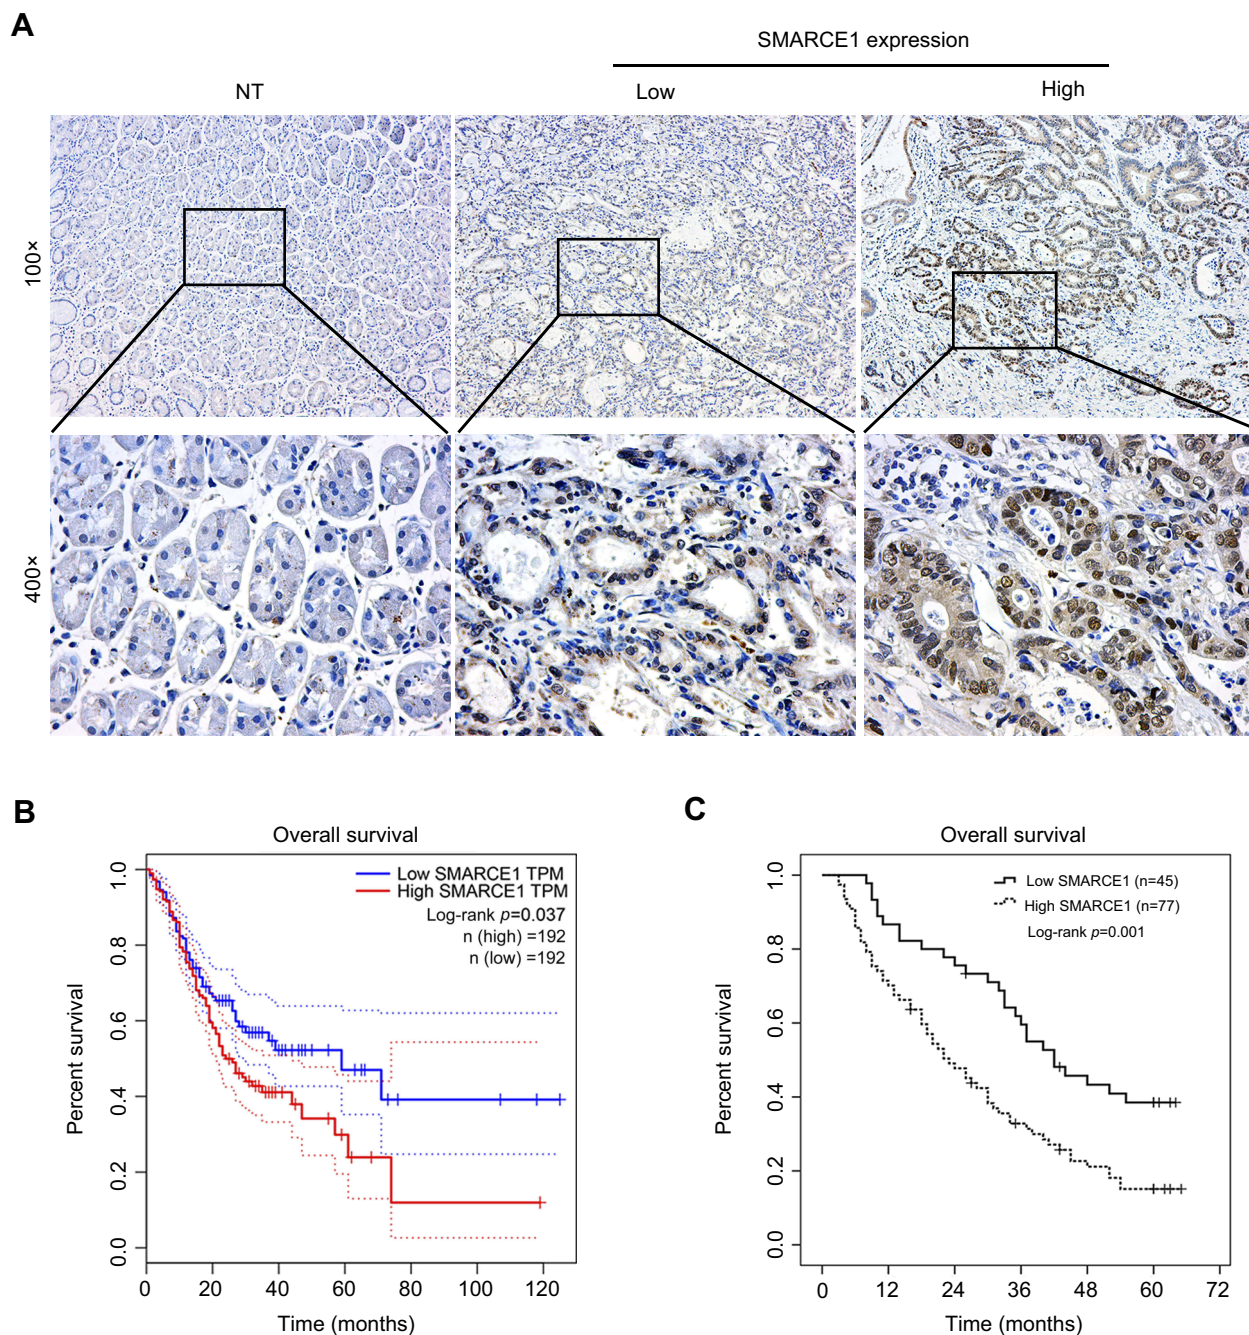 A
SMARCE1 expression
NT
Low
High
100×
400×
B
Overall survival
Low SMARCE1 TPM
High SMARCE1 TPM
Log-rank p=0.037
n (high) =192
n (low) =192
Percent survival
1.0
0.8
0.6
0.4
0.2
0.0
0 20 40 60 80 100 120
Time (months)
C
Overall survival
Low SMARCE1 (n=45)
High SMARCE1 (n=77)
Log-rank p=0.001
Percent survival
1.0
0.8
0.6
0.4
0.2
0.0
0 12 24 36 48 60 72
Time (months)